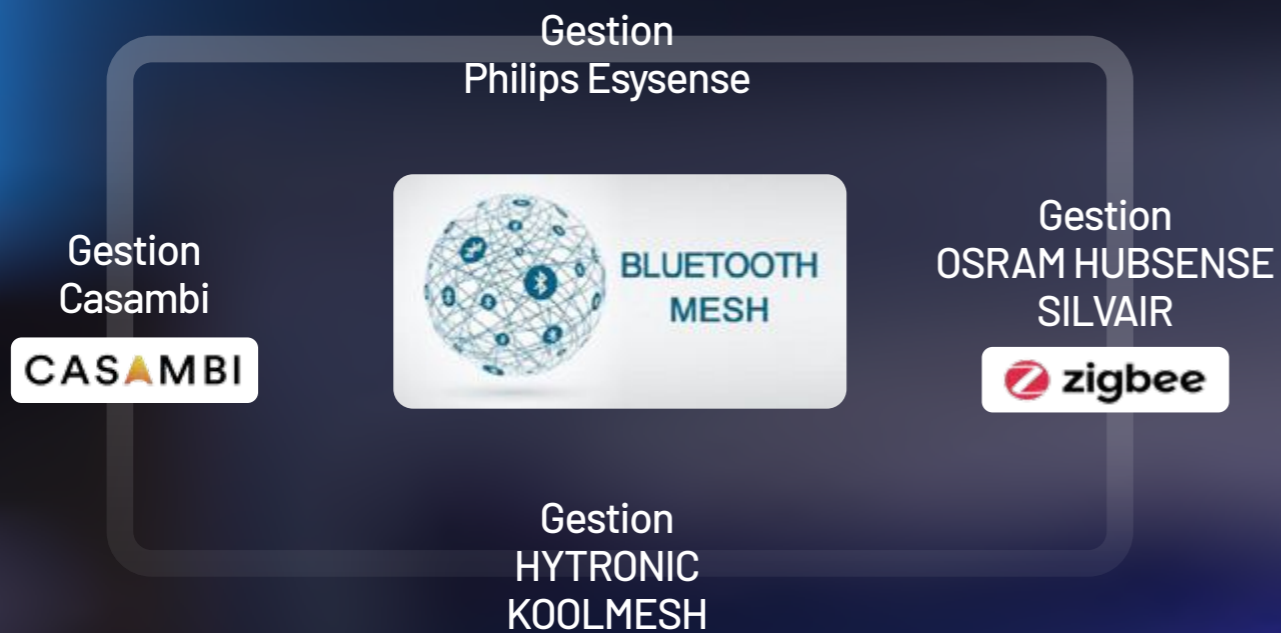 Gestion
Philips Esysense
BLUETOOTH
MESH
Gestion
Casambi
CASAMBI
Gestion
OSRAM HUBSENSE
SILVAIR
zigbee
Gestion
HYTRONIC
KOOLMESH